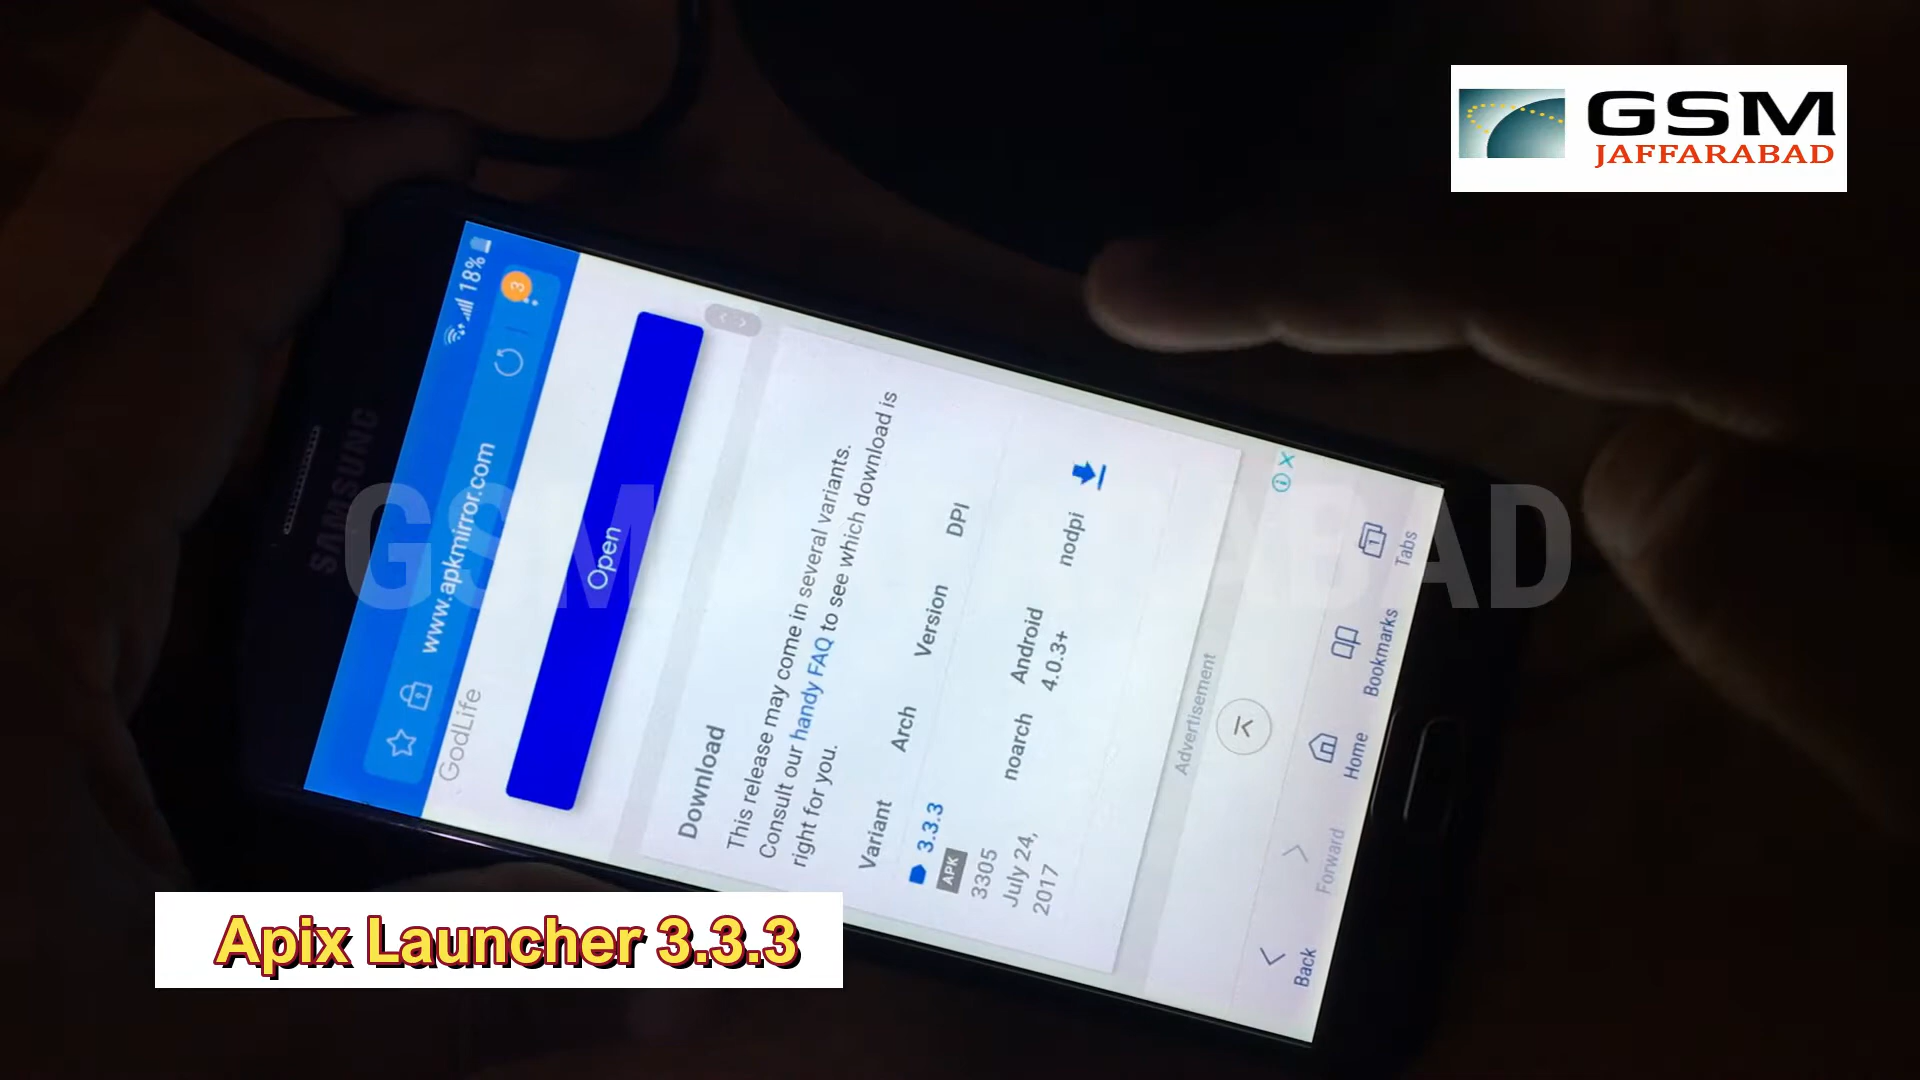 GSM
JAFFARABAD
SAMSUNG
18%
www.apkmirror.com
3
GodLife
Open
Download
This release may come in several variants.
Consult our handy FAQ to see which download is
right for you.
Variant Arch Version DPI
3.3.3
APK
3305
July 24,
2017
noarch
Android
4.0.3+
nodpi
Advertisement
Back
Forward
Home
Bookmarks
1
Tabs
GSM JAFFARABAD
Apix Launcher 3.3.3